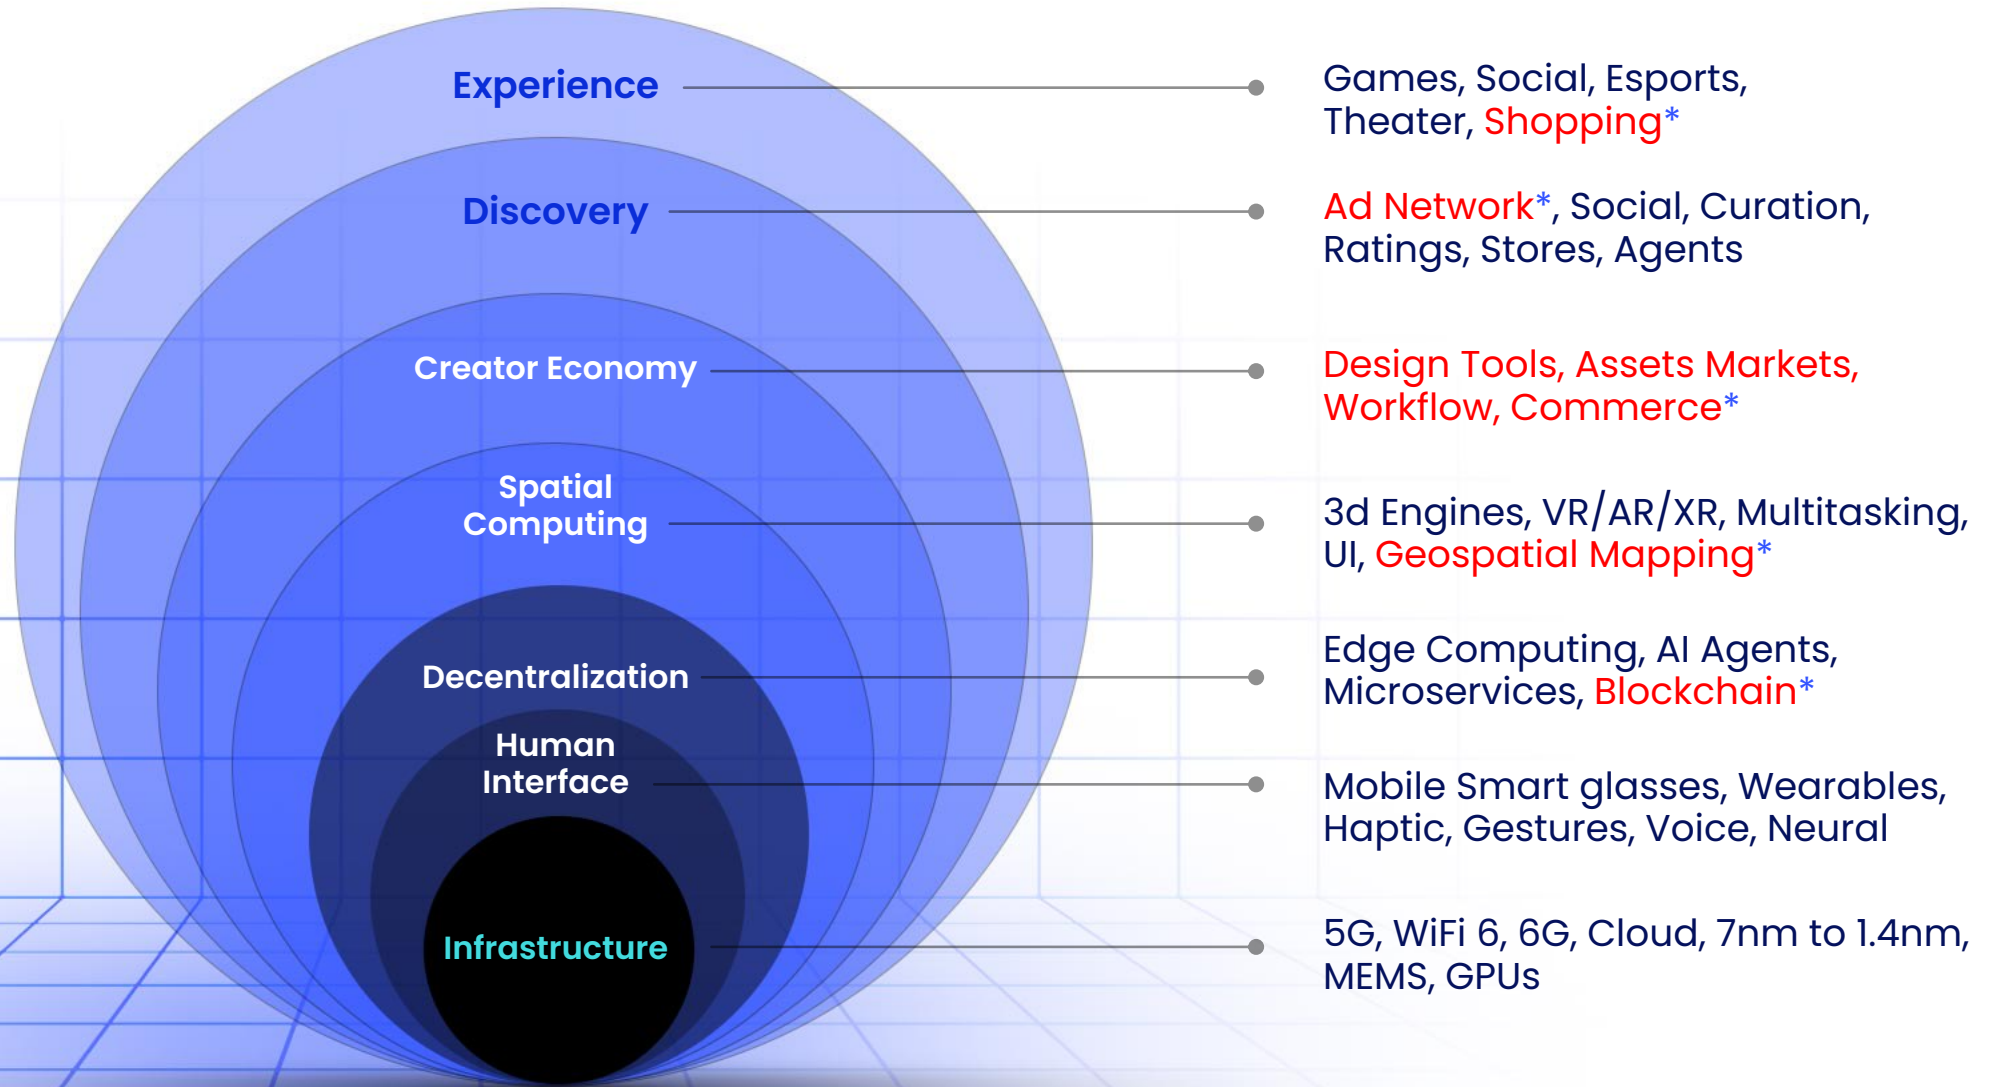 Experience
Games, Social, Esports,
Theater, Shopping*
Discovery
Ad Network*, Social, Curation,
Ratings, Stores, Agents
Creator Economy
Design Tools, Assets Markets,
Workflow, Commerce*
Spatial
Computing
3d Engines, VR/AR/XR, Multitasking,
UI, Geospatial Mapping*
Decentralization
Edge Computing, AI Agents,
Microservices, Blockchain*
Human
Interface
Mobile Smart glasses, Wearables,
Haptic, Gestures, Voice, Neural
Infrastructure
5G, WiFi 6, 6G, Cloud, 7nm to 1.4nm,
MEMS, GPUs